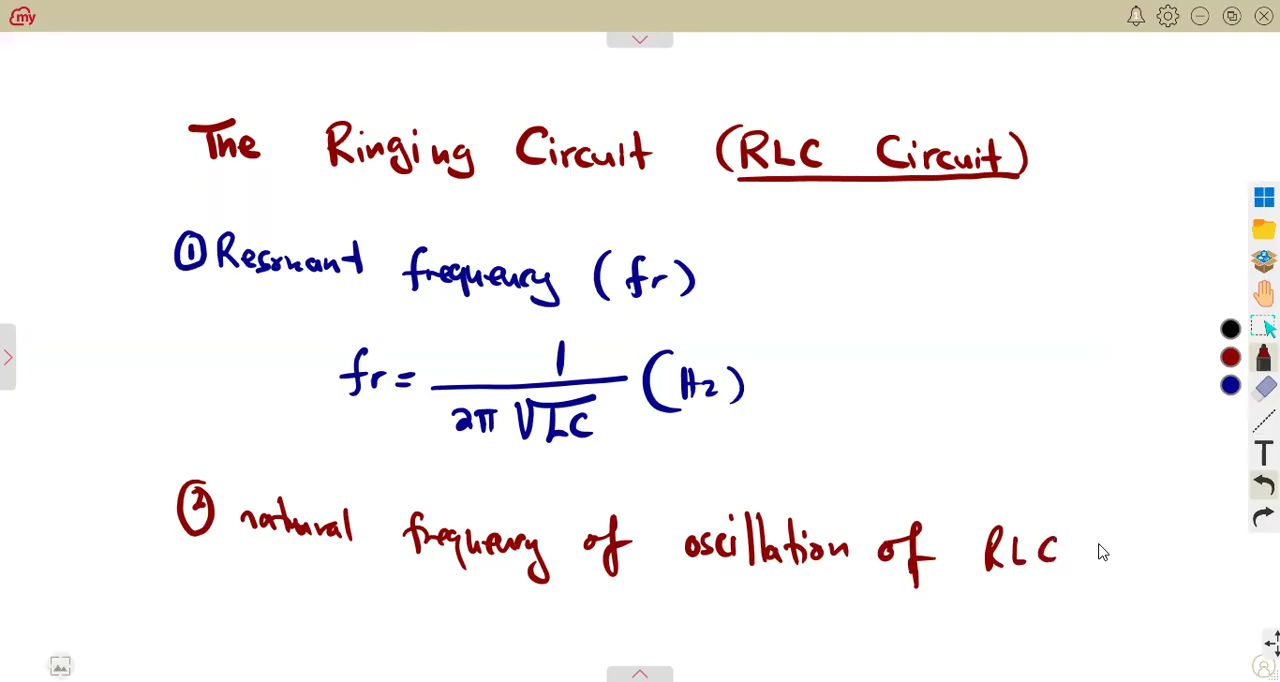 my
The Ringing Circuit (RLC Circuit)
① Resonant frequency (fr)
fr = 1 / 2π √LC (Hz)
② natural frequency of oscillation of RLC
T